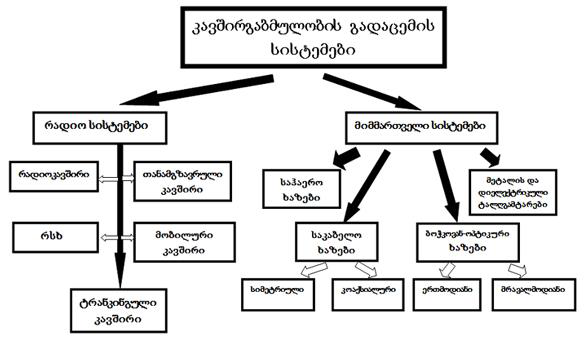 კავშირგაბმულობის გადაცემის
სისტემები
რადიო სისტემები
მიმმართველი სისტემები
რადიოკავშირი
თანამგზავრული
კავშირი
რსხ
მობილური
კავშირი
ტრანკინგული
კავშირი
საჰაერო
ხაზები
მეტალის და
დიელექტრიკული
ტალღამტარები
საკაბელო
ხაზები
ბოჭკოვან-ოპტიკური
ხაზები
სიმეტრიული
კოაქსიალური
ერთმოდიანი
მრავალმოდიანი